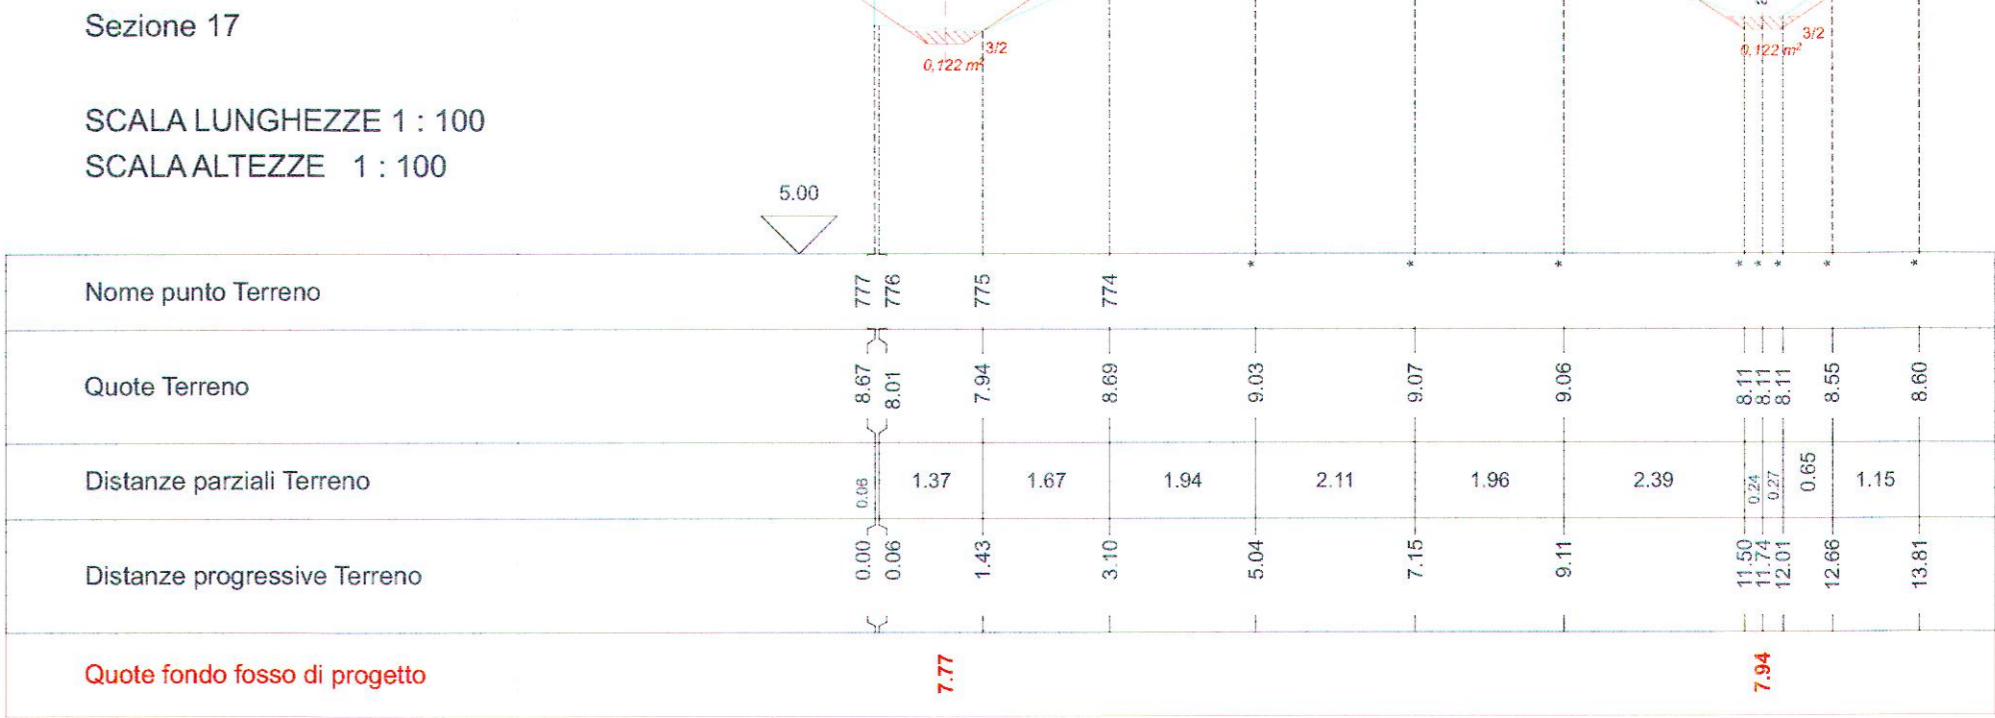 Sezione 17
3/2
0,122 m²
3/2
0,122 m²
SCALA LUNGHEZZE 1 : 100
SCALA ALTEZZE 1 : 100
5.00
Nome punto Terreno 777 776 775 774 * * * * * * * *
Quote Terreno 8.67 8.01 7.94 8.69 9.03 9.07 9.06 8.11 8.11 8.11 8.55 8.60
Distanze parziali Terreno 0.06 1.37 1.67 1.94 2.11 1.96 2.39 0.24 0.27 0.65 1.15
Distanze progressive Terreno 0.00 0.06 1.43 3.10 5.04 7.15 9.11 11.50 11.74 12.01 12.66 13.81
Quote fondo fosso di progetto 7.77 7.94